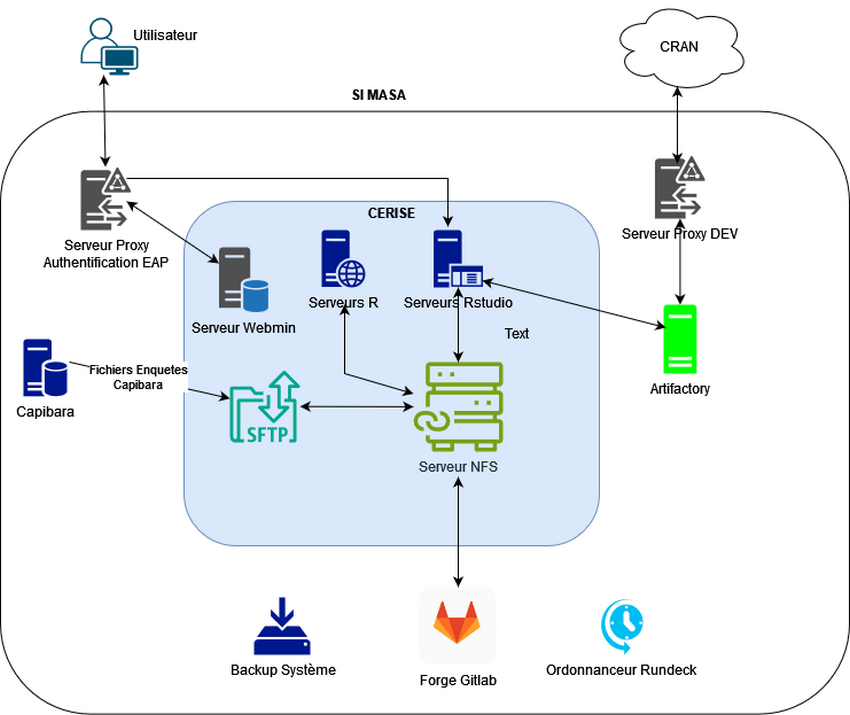 Utilisateur
CRAN
SI MASA
CERISE
Serveur Proxy
Authentification EAP
Serveur Proxy DEV
Serveur Webmin
Serveurs R
Serveurs Rstudio
Text
Artifactory
Fichiers Enquetes
Capibara
Capibara
SFTP
Serveur NFS
Backup Système
Forge Gitlab
Ordonnanceur Rundeck